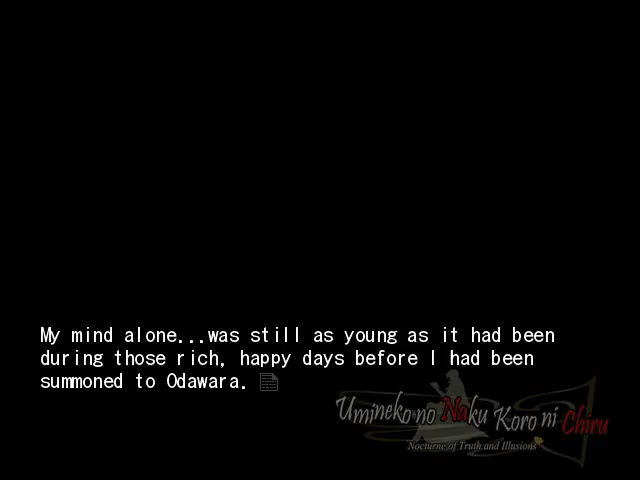 My mind alone...was still as young as it had been
during those rich, happy days before I had been
summoned to Odawara.
Umineko no Naku Koro ni Chiru
Nocturne of Truth and Illusions